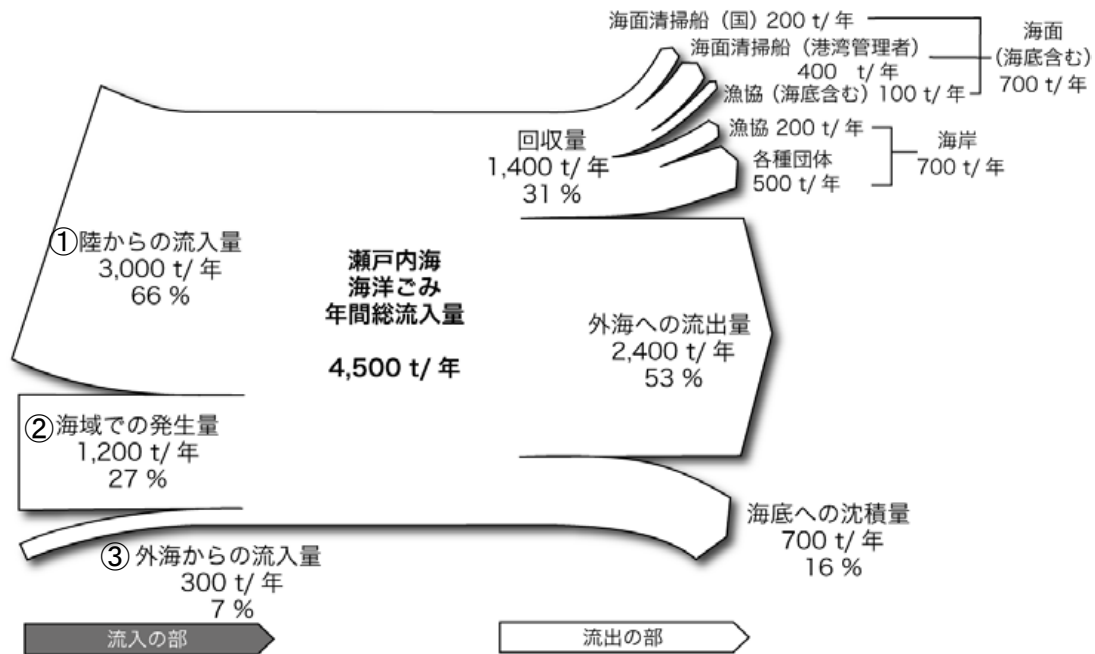 海面清掃船（国）200 t/ 年
海面清掃船（港湾管理者）
400 t/ 年
漁協（海底含む）100 t/ 年
海面
(海底含む)
700 t/ 年
漁協 200 t/ 年
各種団体
500 t/ 年
海岸
700 t/ 年
回収量
1,400 t/ 年
31 %
①陸からの流入量
3,000 t/ 年
66 %
瀬戸内海
海洋ごみ
年間総流入量
4,500 t/ 年
外海への流出量
2,400 t/ 年
53 %
②海域での発生量
1,200 t/ 年
27 %
③外海からの流入量
300 t/ 年
7 %
海底への沈積量
700 t/ 年
16 %
流入の部
流出の部